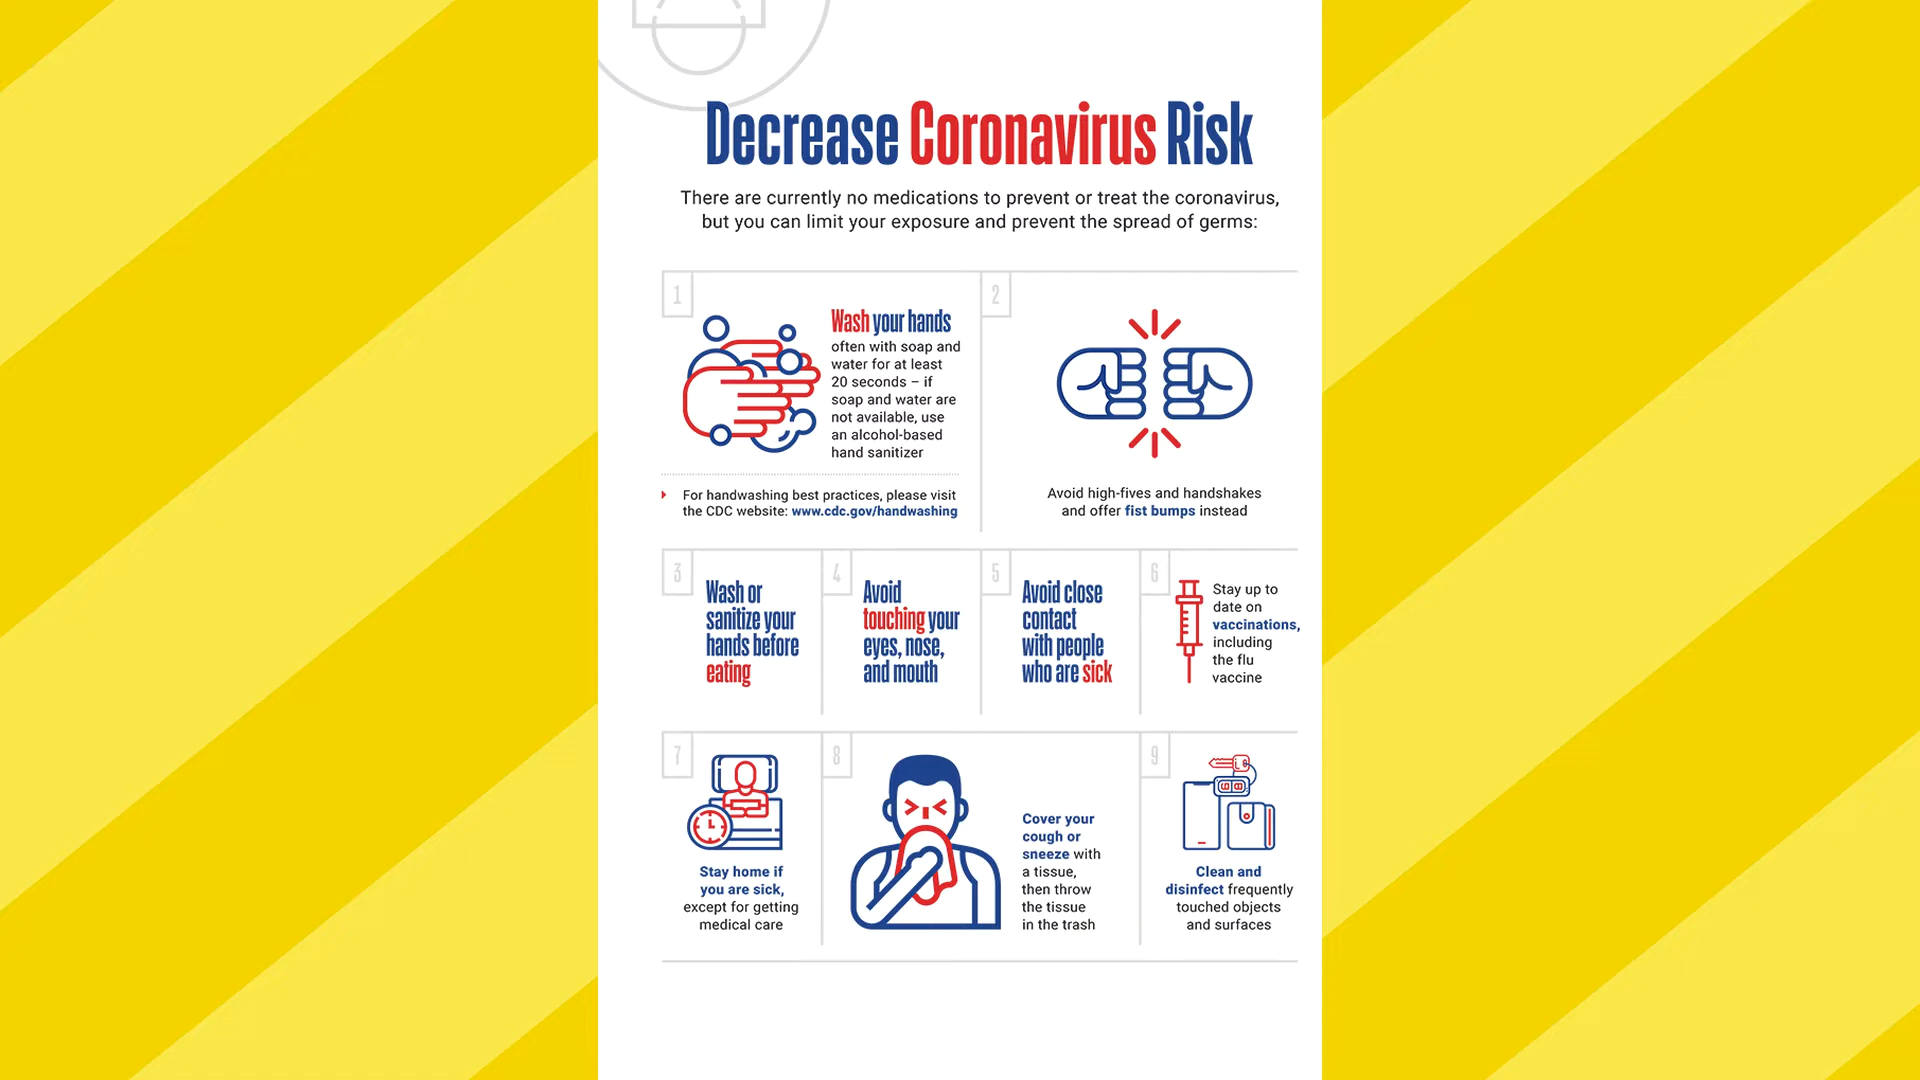 Decrease Coronavirus Risk
There are currently no medications to prevent or treat the coronavirus,
but you can limit your exposure and prevent the spread of germs:
1
Wash your hands
often with soap and
water for at least
20 seconds – if
soap and water are
not available, use
an alcohol-based
hand sanitizer
For handwashing best practices, please visit
the CDC website: www.cdc.gov/handwashing
2
Avoid high-fives and handshakes
and offer fist bumps instead
3
Wash or
sanitize your
hands before
eating
4
Avoid
touching your
eyes, nose,
and mouth
5
Avoid close
contact
with people
who are sick
6
Stay up to
date on
vaccinations,
including
the flu
vaccine
7
Stay home if
you are sick,
except for getting
medical care
8
Cover your
cough or
sneeze with
a tissue,
then throw
the tissue
in the trash
9
Clean and
disinfect frequently
touched objects
and surfaces